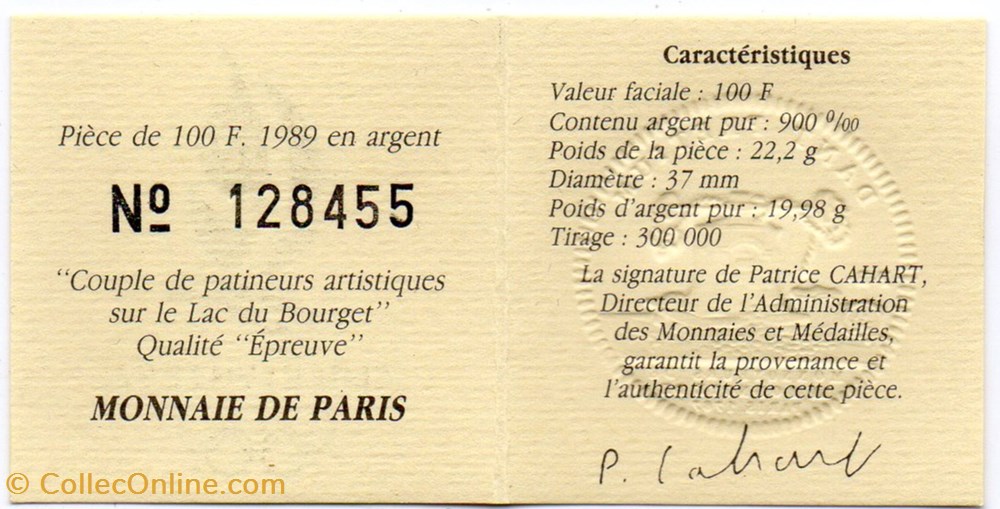 Pièce de 100 F. 1989 en argent
Nº 128455
"Couple de patineurs artistiques
sur le Lac du Bourget"
Qualité "Épreuve"
MONNAIE DE PARIS
Caractéristiques
Valeur faciale : 100 F
Contenu argent pur : 900 ⁰/₀₀
Poids de la pièce : 22,2 g
Diamètre : 37 mm
Poids d'argent pur : 19,98 g
Tirage : 300 000
La signature de Patrice CAHART,
Directeur de l'Administration
des Monnaies et Médailles,
garantit la provenance et
l'authenticité de cette pièce.
P. Cahart
© CollecOnline.com